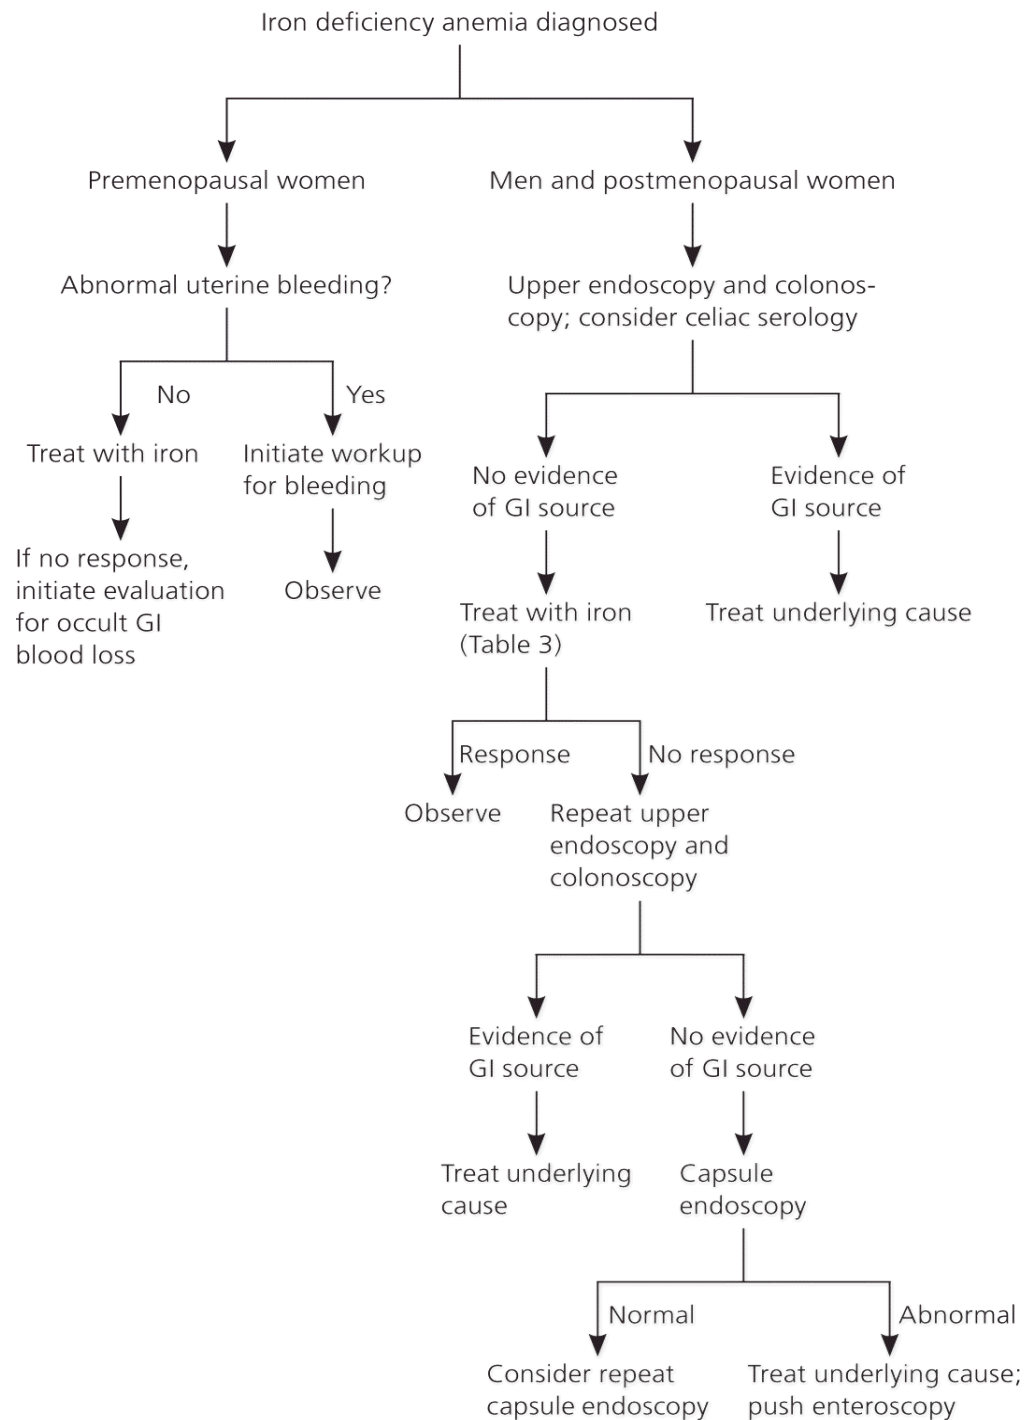 Iron deficiency anemia diagnosed
Premenopausal women
Men and postmenopausal women
Abnormal uterine bleeding?
Upper endoscopy and colonos-
copy; consider celiac serology
No
Yes
Treat with iron
Initiate workup
for bleeding
No evidence
of GI source
Evidence of
GI source
If no response,
initiate evaluation
for occult GI
blood loss
Observe
Treat with iron
(Table 3)
Treat underlying cause
Response
No response
Observe
Repeat upper
endoscopy and
colonoscopy
Evidence of
GI source
No evidence
of GI source
Treat underlying
cause
Capsule
endoscopy
Normal
Abnormal
Consider repeat
capsule endoscopy
Treat underlying cause;
push enteroscopy